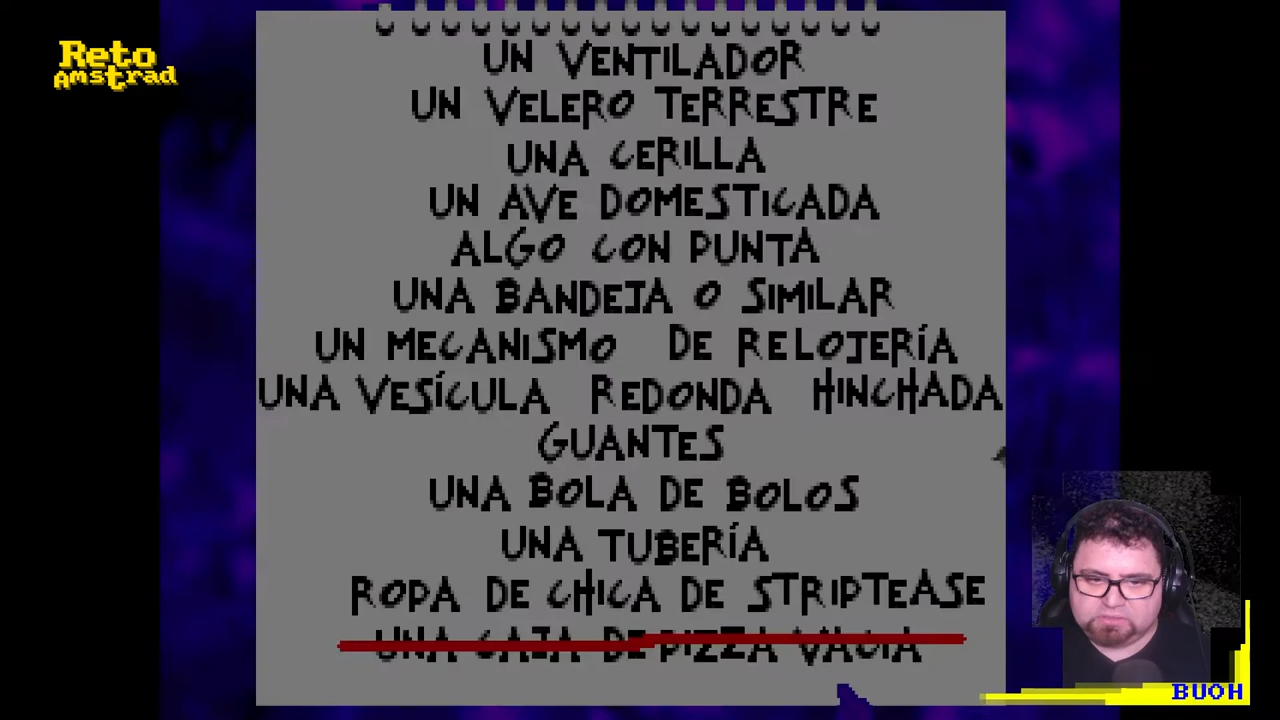 Reto
Amstrad
UN VENTILADOR
UN VELERO TERRESTRE
UNA CERILLA
UN AVE DOMESTICADA
ALGO CON PUNTA
UNA BANDEJA O SIMILAR
UN MECANISMO DE RELOJERÍA
UNA VESÍCULA REDONDA HINCHADA
GUANTES
UNA BOLA DE BOLOS
UNA TUBERÍA
ROPA DE CHICA DE STRIPTEASE
UNA CAJA DE PIZZA VACIA
BUOH